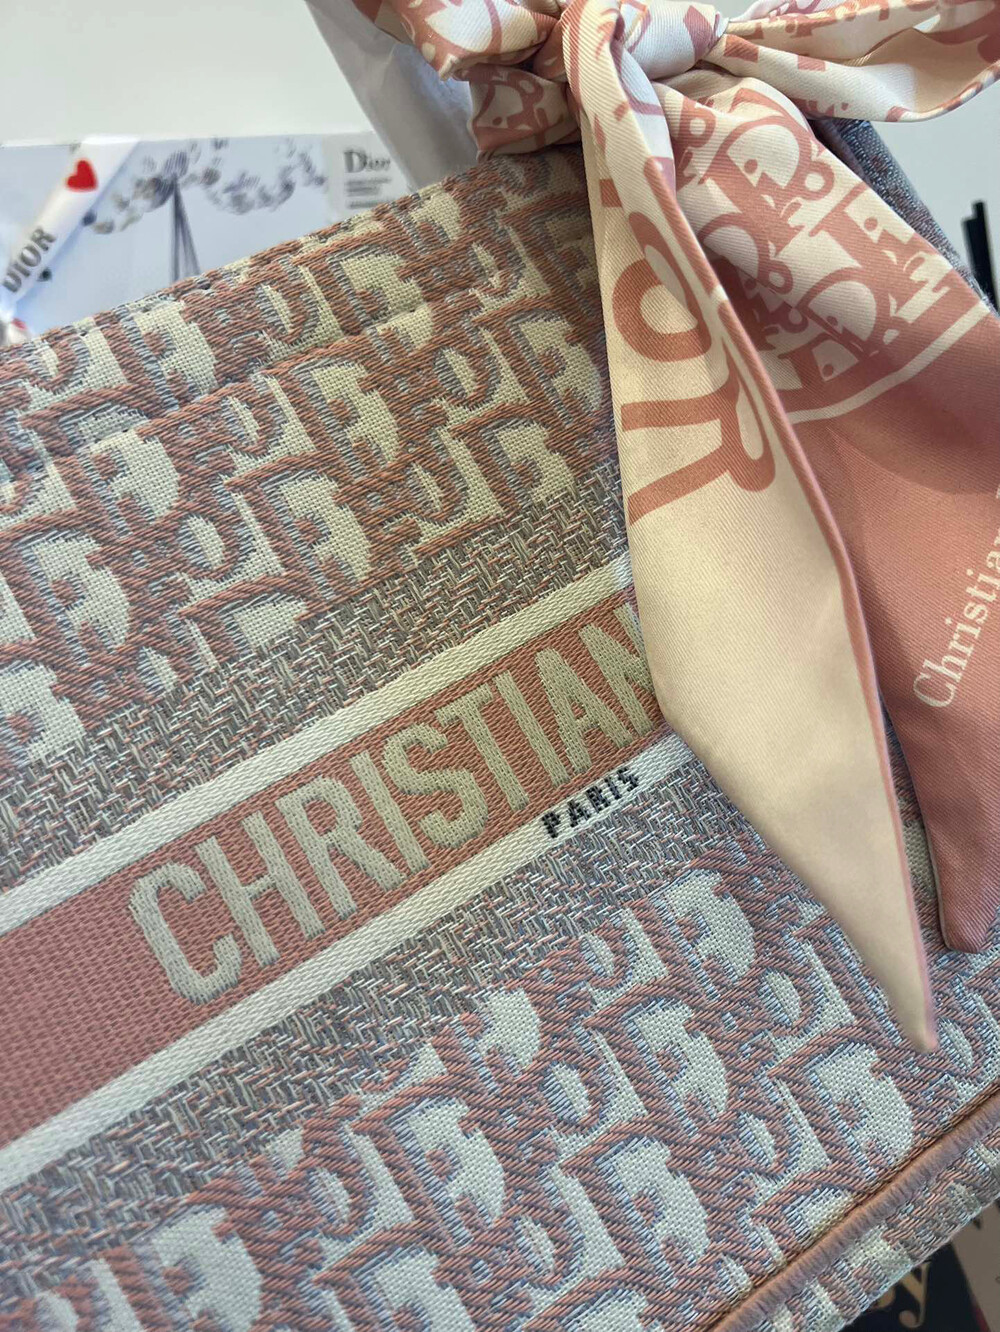 Dior
DIOR
DIOR
Christian
CHRISTIAN
PARIS